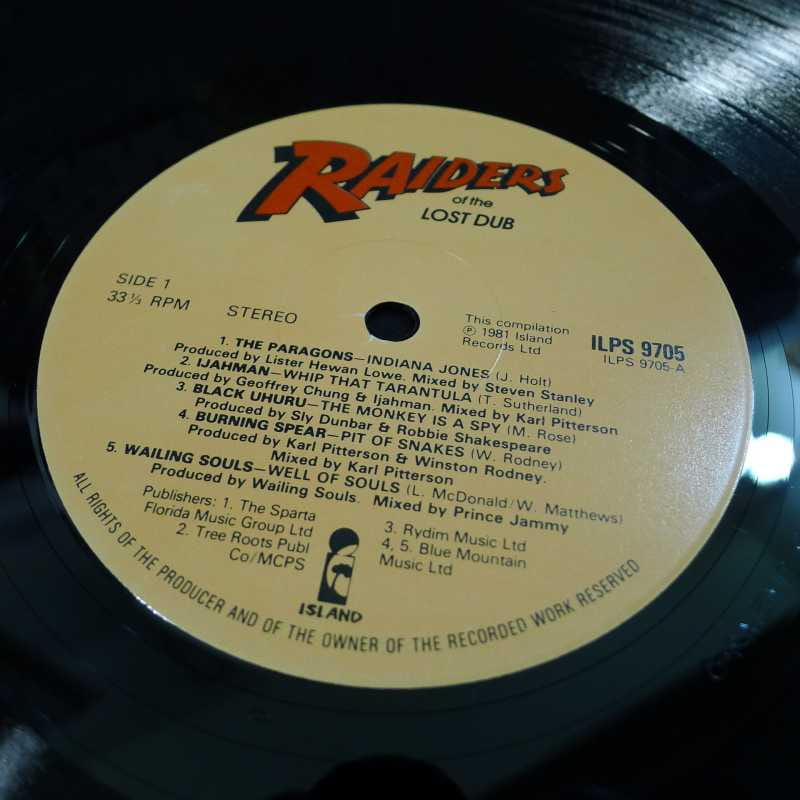 RAIDERS
of the
LOST DUB
SIDE 1
33⅓ RPM
STEREO
This compilation
℗ 1981 Island
Records Ltd
ILPS 9705
ILPS 9705-A
1. THE PARAGONS—INDIANA JONES (J. Holt)
Produced by Lister Hewan Lowe. Mixed by Steven Stanley
2. IJAHMAN—WHIP THAT TARANTULA (T. Sutherland)
Produced by Geoffrey Chung & Ijahman. Mixed by Karl Pitterson
3. BLACK UHURU—THE MONKEY IS A SPY (M. Rose)
Produced by Sly Dunbar & Robbie Shakespeare
4. BURNING SPEAR—PIT OF SNAKES (W. Rodney)
Produced by Karl Pitterson & Winston Rodney.
Mixed by Karl Pitterson
5. WAILING SOULS—WELL OF SOULS (L. McDonald/W. Matthews)
Produced by Wailing Souls. Mixed by Prince Jammy
Publishers: 1. The Sparta
Florida Music Group Ltd
2. Tree Roots Publ
Co/MCPS
3. Rydim Music Ltd
4, 5. Blue Mountain
Music Ltd
ISLAND
ALL RIGHTS OF THE PRODUCER AND OF THE OWNER OF THE RECORDED WORK RESERVED